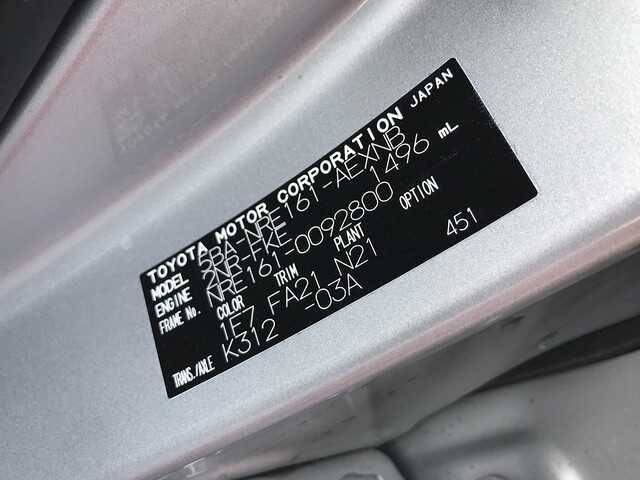 TOYOTA MOTOR CORPORATION JAPAN
MODEL 5BA-NRE161-AEXNB
ENGINE 2NR-FKE 1496 mL
FRAME No. NRE161-0092800
COLOR TRIM PLANT OPTION
1F7 FA21 N21 451
TRANS./AXLE K312 -03A